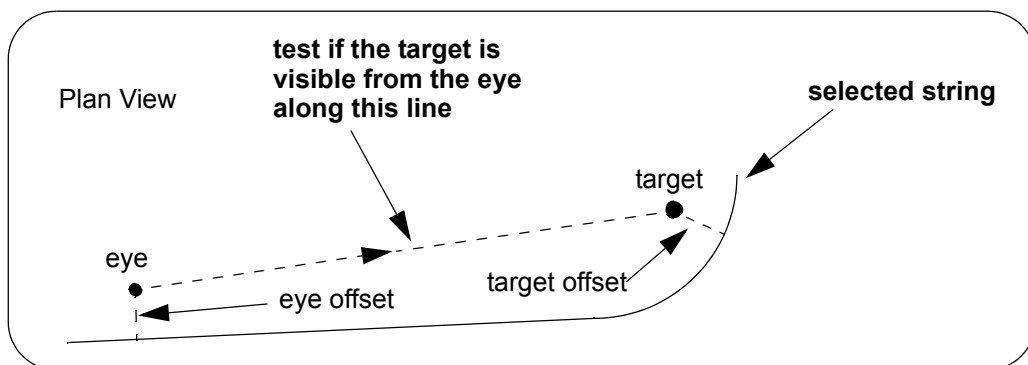 test if the target is
visible from the eye
along this line
Plan View
selected string
target
eye
target offset
eye offset